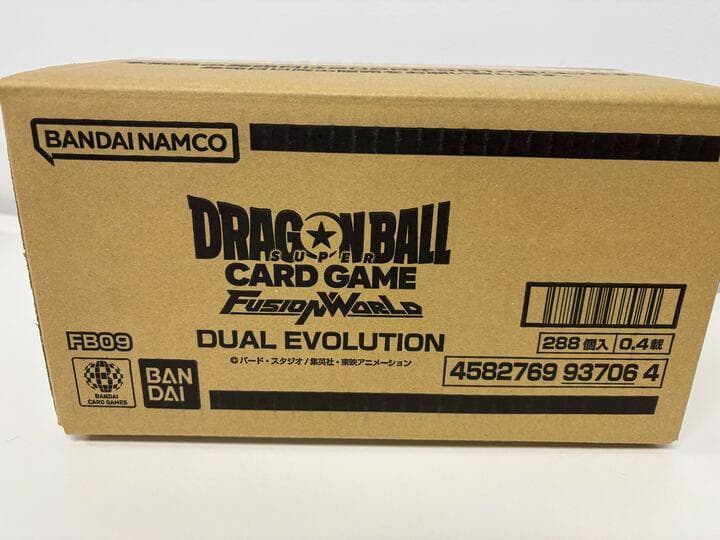 BANDAI NAMCO
DRAGON BALL
SUPER
CARD GAME
FUSION WORLD
DUAL EVOLUTION
©バード・スタジオ/集英社・東映アニメーション
FB09
BANDAI
CARD GAMES
BAN
DAI
288個入
0.4載
4582769 93706 4